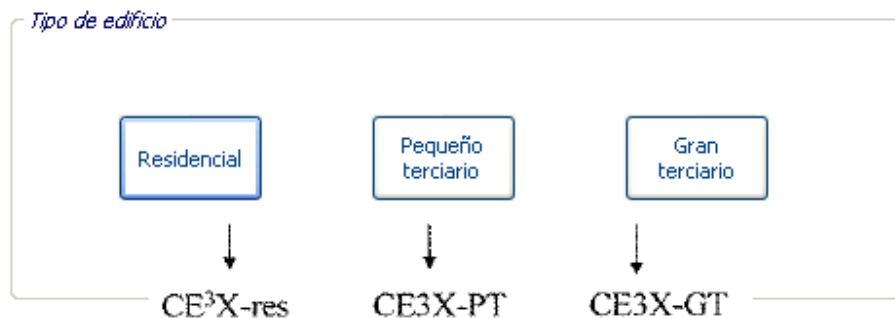 Tipo de edificio
Residencial
Pequeño
terciario
Gran
terciario
CE³X-res
CE3X-PT
CE3X-GT